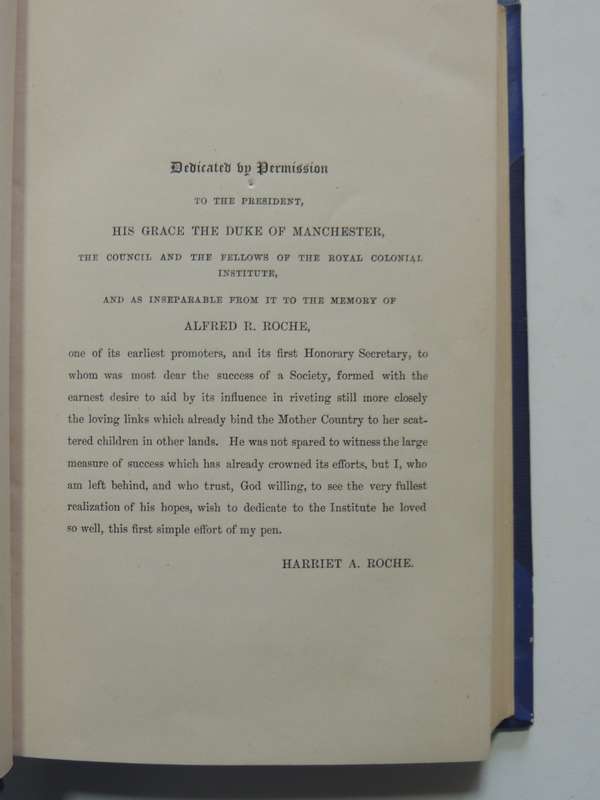 Dedicated by Permission
TO THE PRESIDENT,
HIS GRACE THE DUKE OF MANCHESTER,
THE COUNCIL AND THE FELLOWS OF THE ROYAL COLONIAL
INSTITUTE,
AND AS INSEPARABLE FROM IT TO THE MEMORY OF
ALFRED R. ROCHE,
one of its earliest promoters, and its first Honorary Secretary, to
whom was most dear the success of a Society, formed with the
earnest desire to aid by its influence in riveting still more closely
the loving links which already bind the Mother Country to her scat-
tered children in other lands. He was not spared to witness the large
measure of success which has already crowned its efforts, but I, who
am left behind, and who trust, God willing, to see the very fullest
realization of his hopes, wish to dedicate to the Institute he loved
so well, this first simple effort of my pen.
HARRIET A. ROCHE.